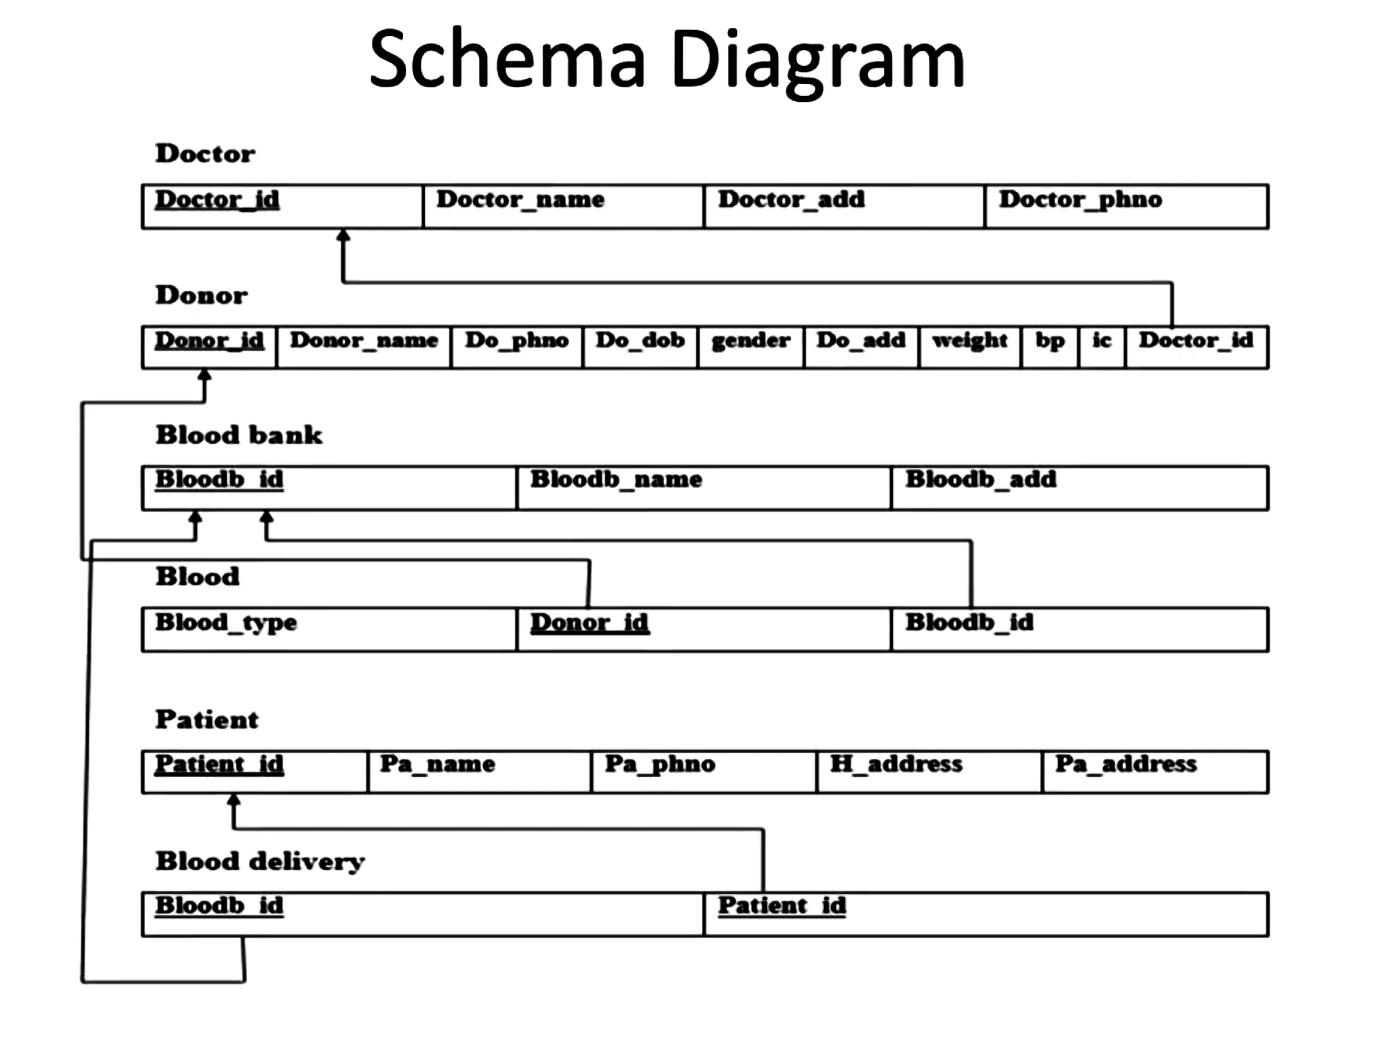 Schema Diagram
Doctor
Doctor_id Doctor_name Doctor_add Doctor_phno
Donor
Donor_id Donor_name Do_phno Do_dob gender Do_add weight bp ic Doctor_id
Blood bank
Bloodb_id Bloodb_name Bloodb_add
Blood
Blood_type Donor_id Bloodb_id
Patient
Patient_id Pa_name Pa_phno H_address Pa_address
Blood delivery
Bloodb_id Patient_id